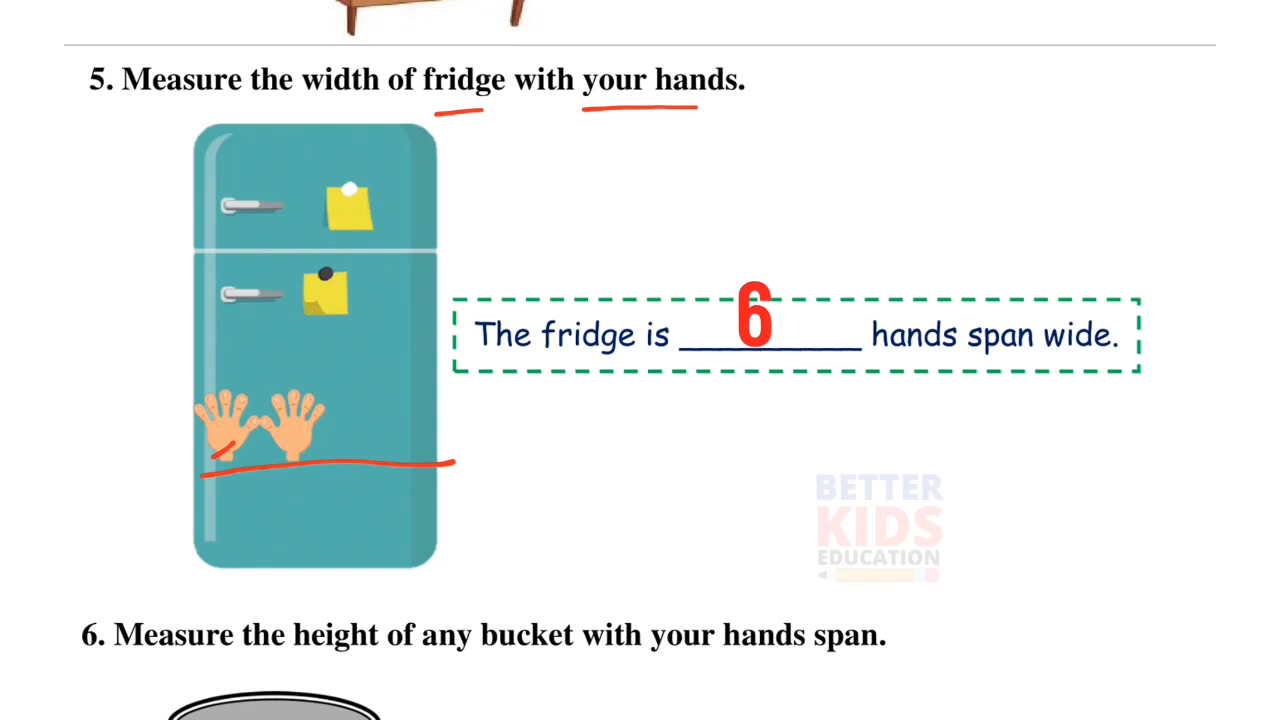 5. Measure the width of fridge with your hands.
The fridge is _________ hands span wide.
6
BETTER
KIDS
EDUCATION
6. Measure the height of any bucket with your hands span.